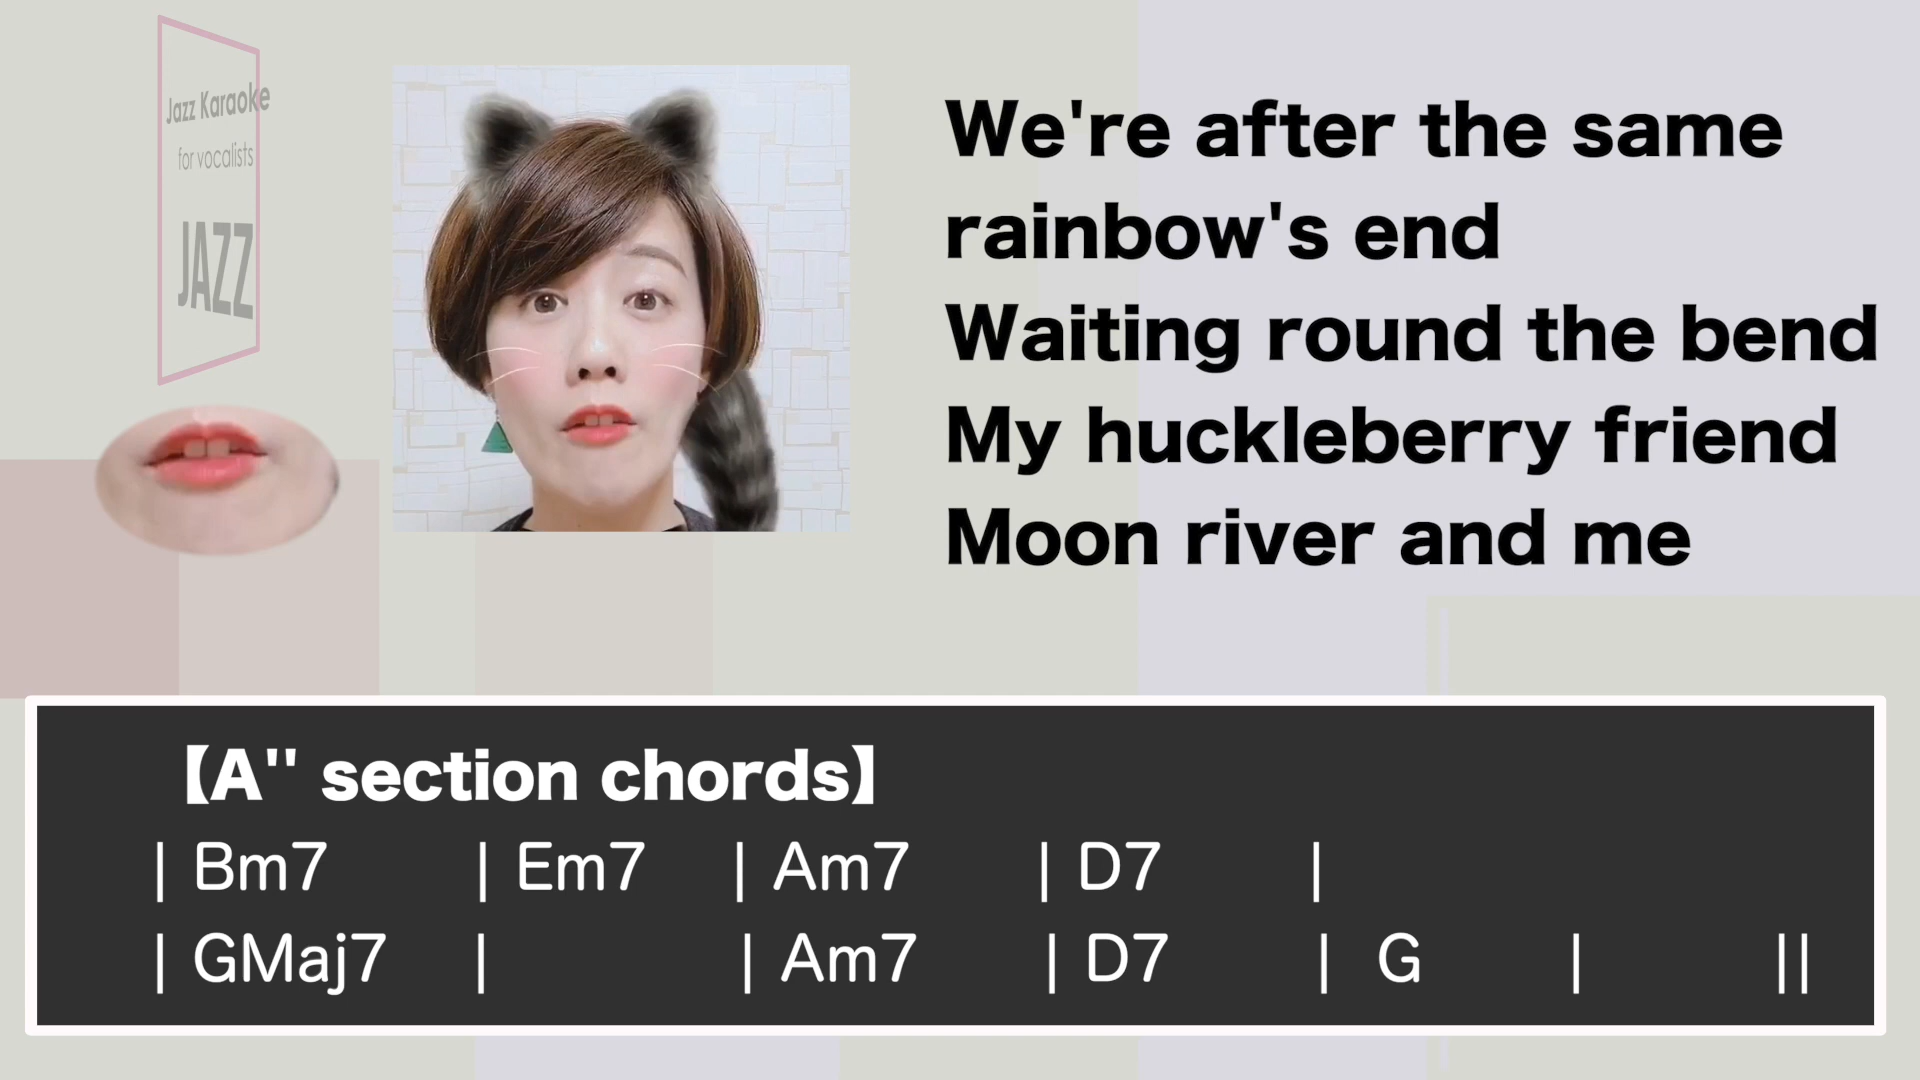 Jazz Karaoke
for vocalists
JAZZ
We're after the same
rainbow's end
Waiting round the bend
My huckleberry friend
Moon river and me
【A'' section chords】
| Bm7 | Em7 | Am7 | D7 |
| GMaj7 | | Am7 | D7 | G | ||